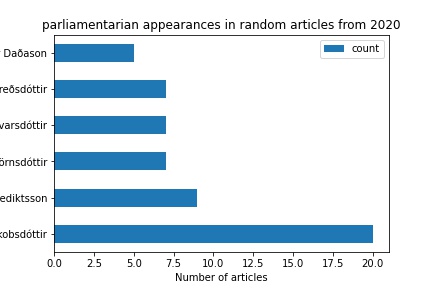 parliamentarian appearances in random articles from 2020
count
Daðason
reðsdóttir
varsdóttir
örnsdóttir
ediktsson
kobsdóttir
0.0 2.5 5.0 7.5 10.0 12.5 15.0 17.5 20.0
Number of articles